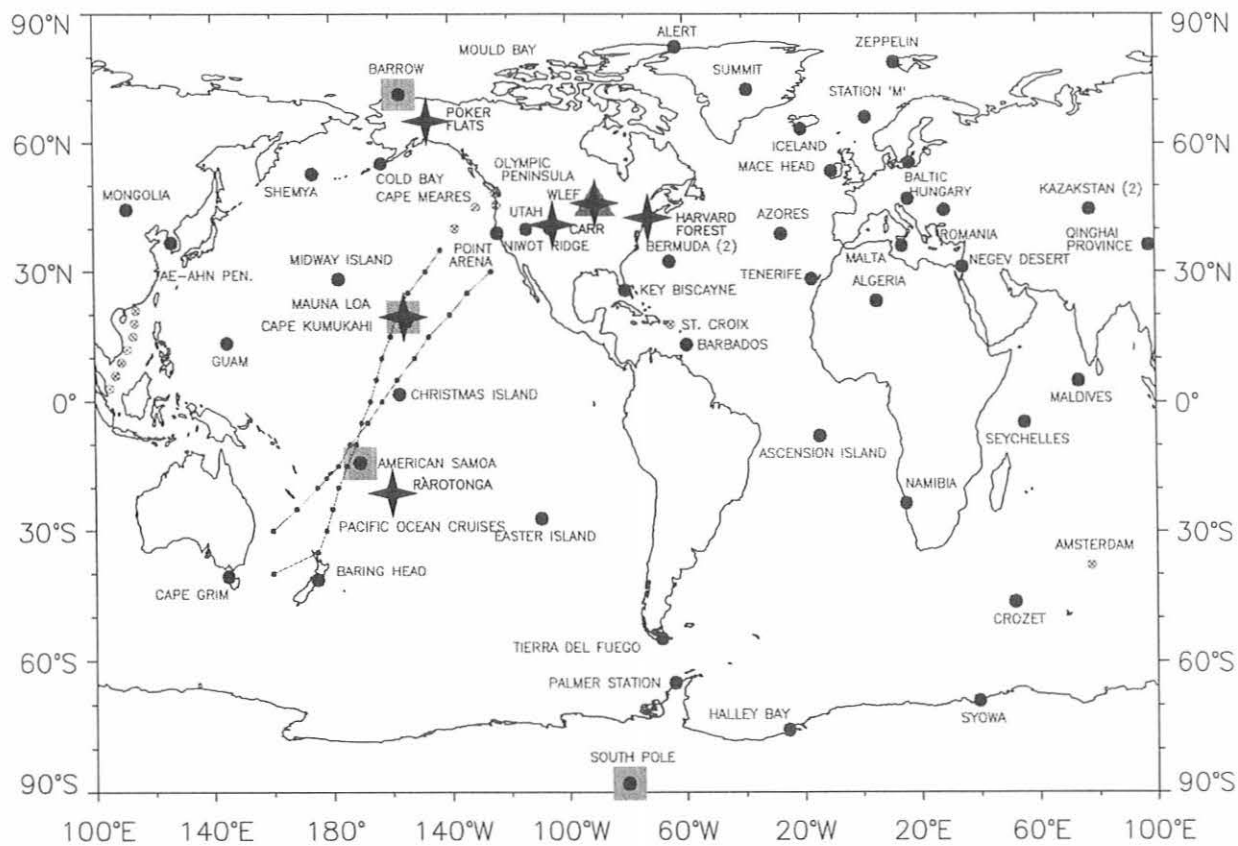 90°N
60°N
30°N
0°
30°S
60°S
90°S
90°N
60°N
30°N
0°
30°S
60°S
90°S
100°E
140°E
180°
140°W
100°W
60°W
20°W
20°E
60°E
100°E
ALERT
MOULD BAY
ZEPPELIN
BARROW
SUMMIT
STATION 'M'
POKER
FLATS
ICELAND
MACE HEAD
OLYMPIC
PENINSULA
COLD BAY
CAPE MEARES
SHEMYA
MONGOLIA
BALTIC
HUNGARY
KAZAKSTAN (2)
WLEF
UTAH
CARR
NIWOT RIDGE
HARVARD
FOREST
BERMUDA (2)
AZORES
ROMANIA
QINGHAI
PROVINCE
POINT
ARENA
TAE-AHN PEN.
MIDWAY ISLAND
MALTA
NEGEV DESERT
TENERIFE
ALGERIA
KEY BISCAYNE
MAUNA LOA
CAPE KUMUKAHI
ST. CROIX
BARBADOS
GUAM
CHRISTMAS ISLAND
MALDIVES
SEYCHELLES
ASCENSION ISLAND
AMERICAN SAMOA
RAROTONGA
NAMIBIA
PACIFIC OCEAN CRUISES
EASTER ISLAND
AMSTERDAM
CAPE GRIM
BARING HEAD
CROZET
TIERRA DEL FUEGO
PALMER STATION
HALLEY BAY
SYOWA
SOUTH POLE